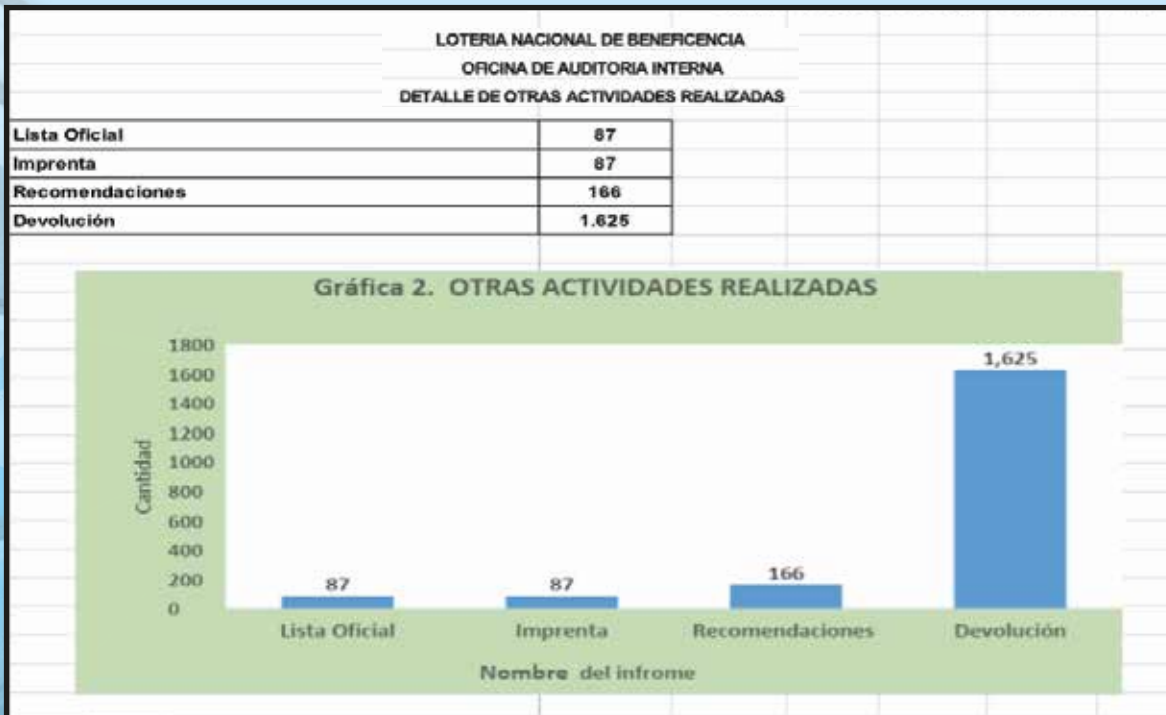 LOTERIA NACIONAL DE BENEFICENCIA
OFICINA DE AUDITORIA INTERNA
DETALLE DE OTRAS ACTIVIDADES REALIZADAS
Lista Oficial 87
Imprenta 87
Recomendaciones 166
Devolución 1.625
Gráfica 2. OTRAS ACTIVIDADES REALIZADAS
1800
1600
1400
1200
1000
800
600
400
200
0
Cantidad
87 87 166 1,625
Lista Oficial Imprenta Recomendaciones Devolución
Nombre del infrome